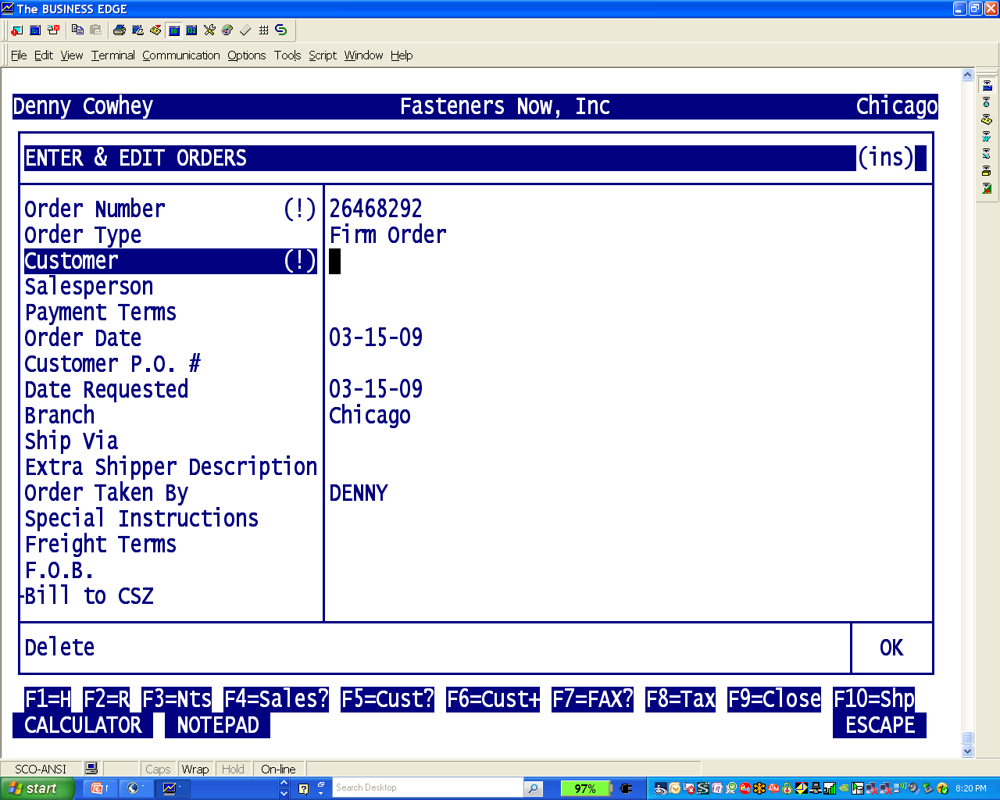 The BUSINESS EDGE
File Edit View Terminal Communication Options Tools Script Window Help
Denny Cowhey Fasteners Now, Inc Chicago
ENTER & EDIT ORDERS (ins)
Order Number (!) 26468292
Order Type Firm Order
Customer (!)
Salesperson
Payment Terms
Order Date 03-15-09
Customer P.O. #
Date Requested 03-15-09
Branch Chicago
Ship Via
Extra Shipper Description
Order Taken By DENNY
Special Instructions
Freight Terms
F.O.B.
Bill to CSZ
Delete OK
F1=H F2=R F3=Nts F4=Sales? F5=Cust? F6=Cust+ F7=FAX? F8=Tax F9=Close F10=Shp
CALCULATOR NOTEPAD ESCAPE
SCO-ANSI Caps Wrap Hold On-line
start Search Desktop 97% 8:20 PM